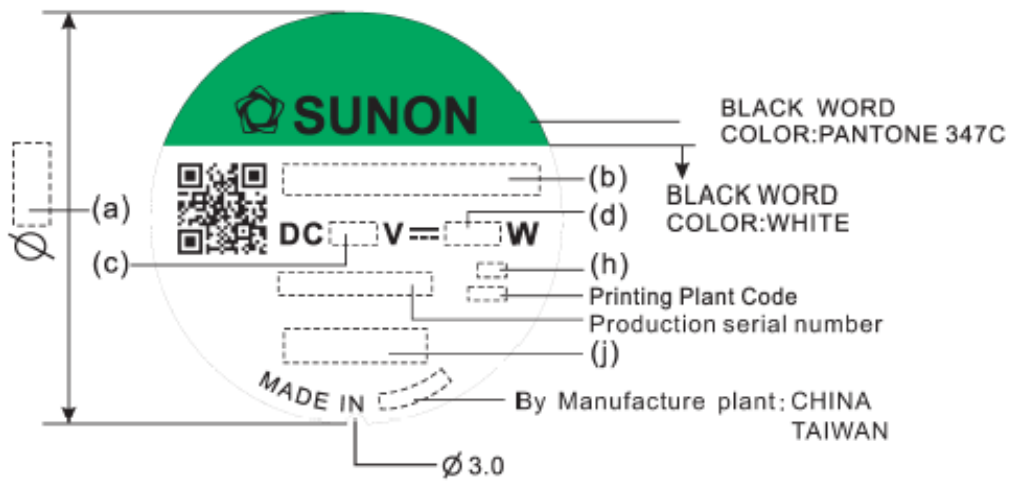 SUNON
BLACK WORD
COLOR:PANTONE 347C
(b)
BLACK WORD
COLOR:WHITE
(a)
Ø
DC V⎓ W
(d)
(c)
(h)
Printing Plant Code
Production serial number
(j)
MADE IN
By Manufacture plant: CHINA
TAIWAN
Ø 3.0